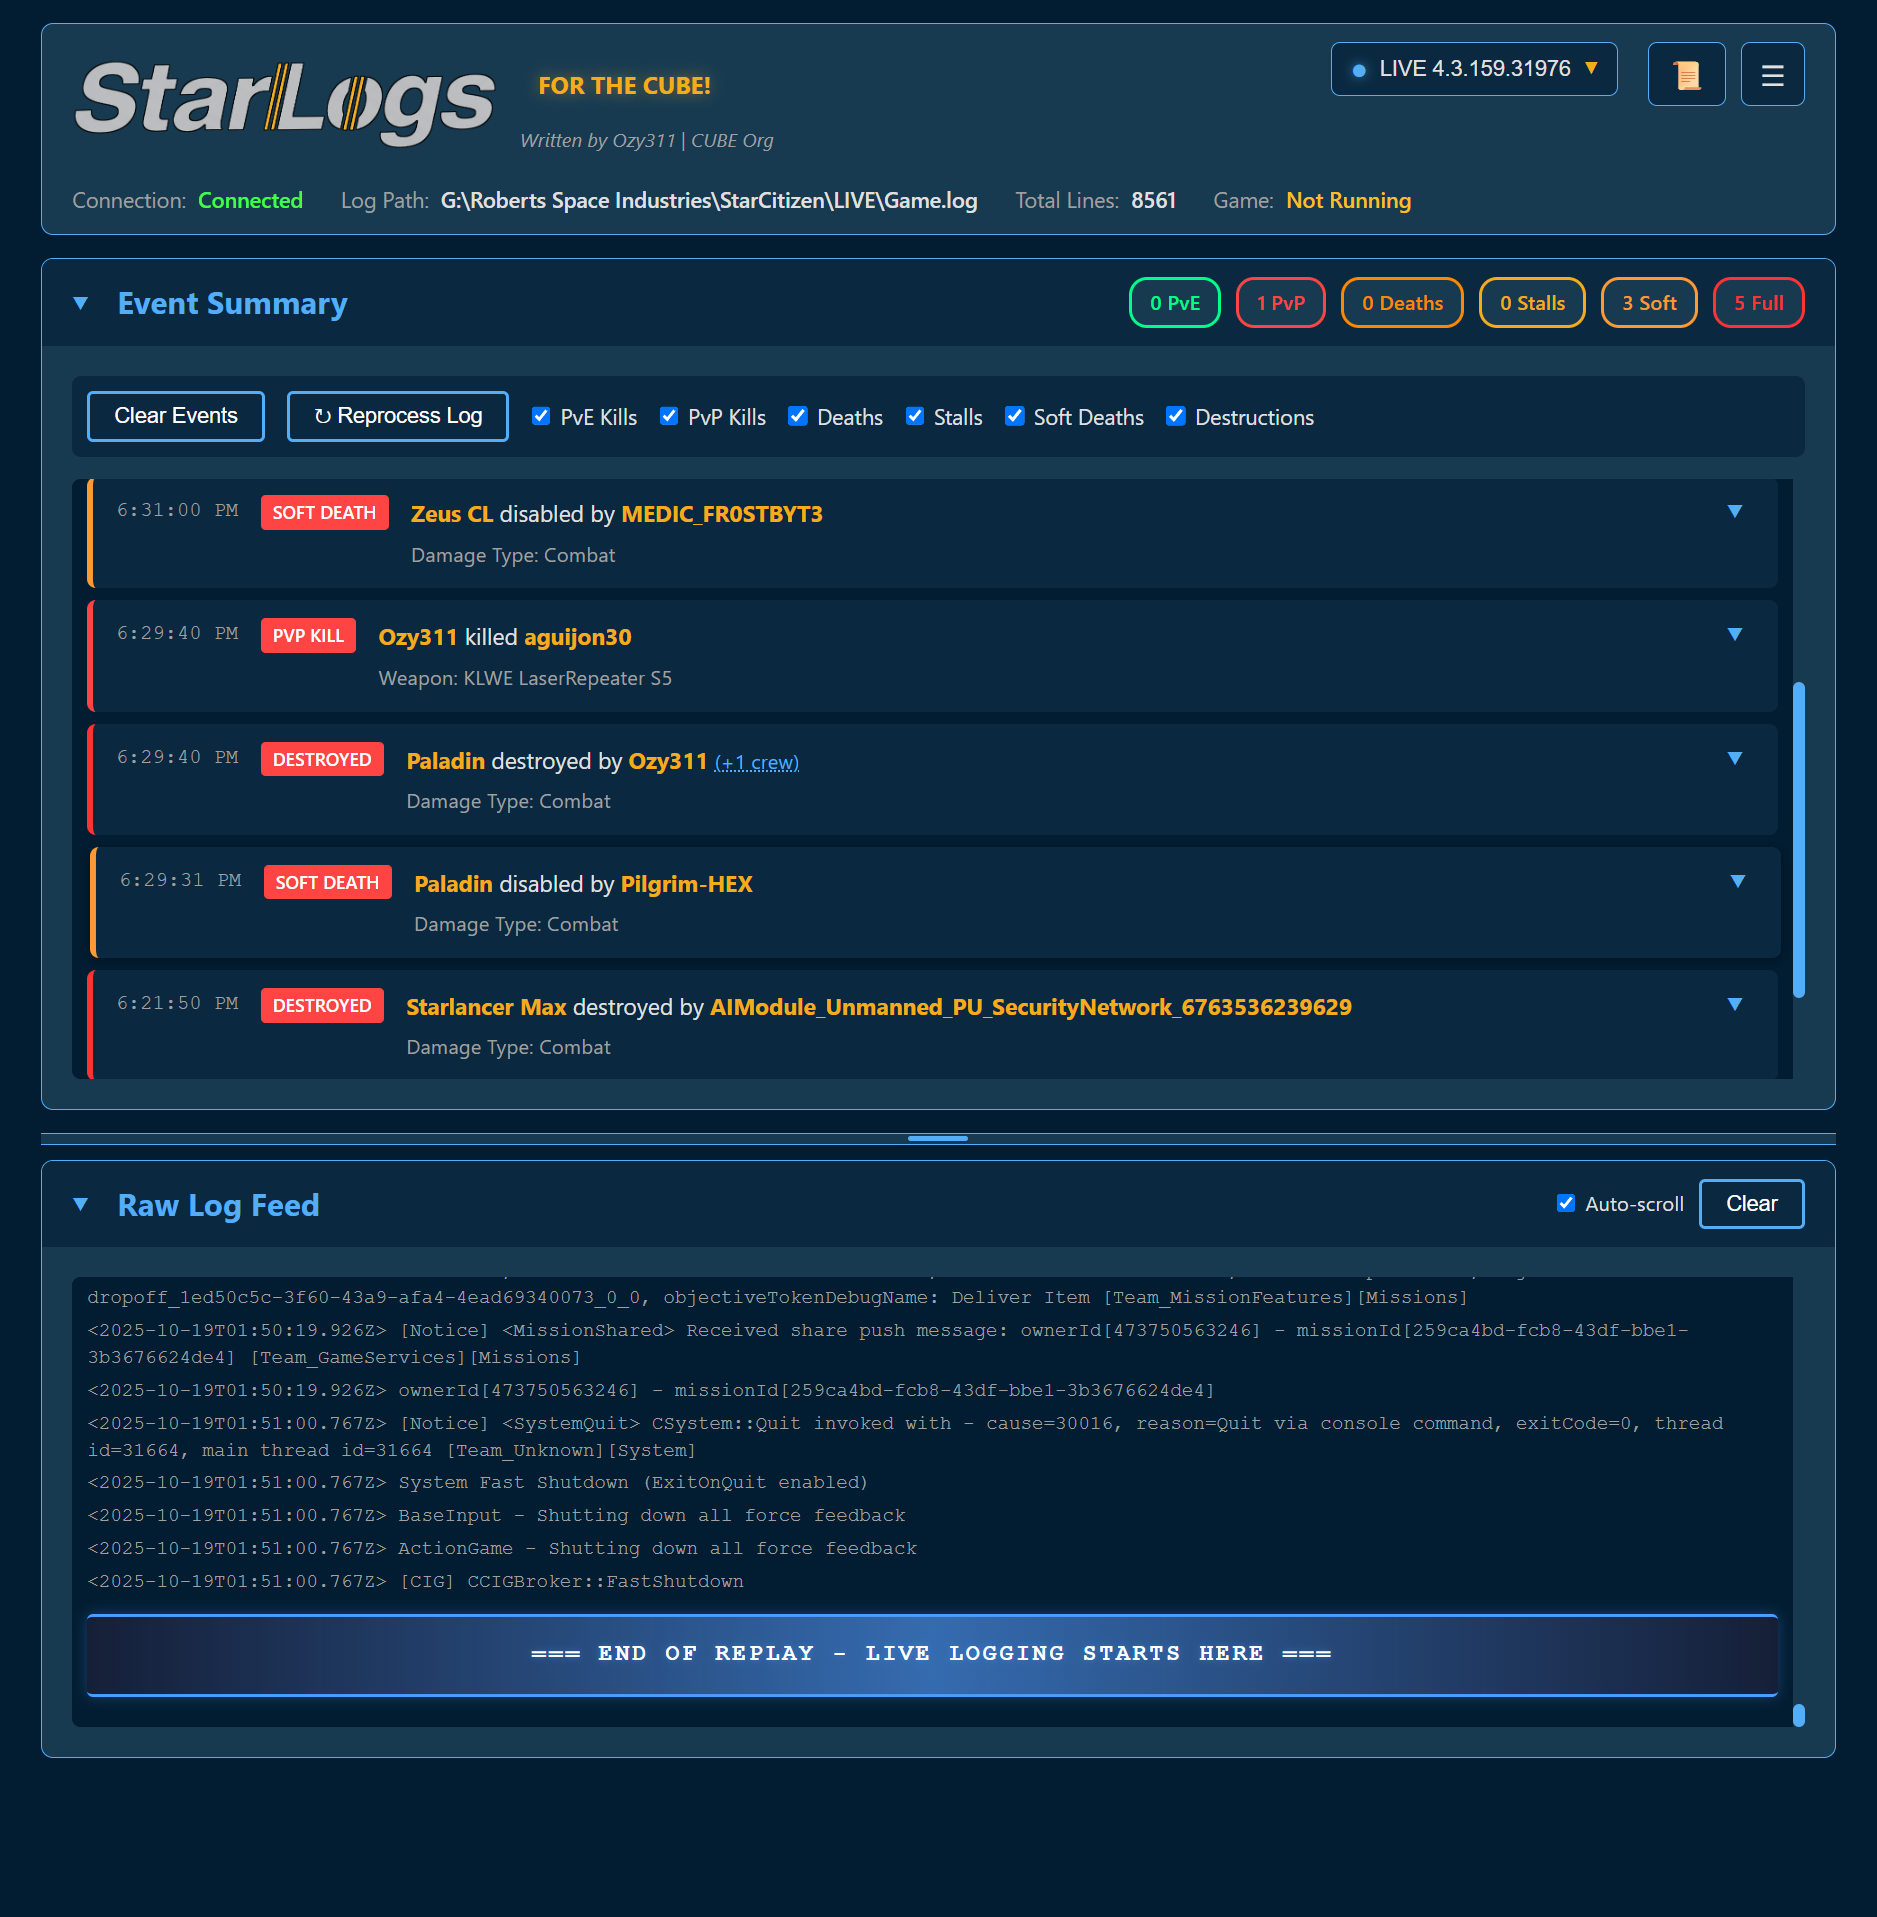 StarLogs
FOR THE CUBE!
Written by Ozy311 | CUBE Org
LIVE 4.3.159.31976 ▼
Connection: Connected Log Path: G:\Roberts Space Industries\StarCitizen\LIVE\Game.log Total Lines: 8561 Game: Not Running
▼ Event Summary
0 PvE 1 PvP 0 Deaths 0 Stalls 3 Soft 5 Full
Clear Events ↻ Reprocess Log PvE Kills PvP Kills Deaths Stalls Soft Deaths Destructions
6:31:00 PM SOFT DEATH Zeus CL disabled by MEDIC_FR0STBYT3 ▼
Damage Type: Combat
6:29:40 PM PVP KILL Ozy311 killed aguijon30 ▼
Weapon: KLWE LaserRepeater S5
6:29:40 PM DESTROYED Paladin destroyed by Ozy311 (+1 crew) ▼
Damage Type: Combat
6:29:31 PM SOFT DEATH Paladin disabled by Pilgrim-HEX ▼
Damage Type: Combat
6:21:50 PM DESTROYED Starlancer Max destroyed by AIModule_Unmanned_PU_SecurityNetwork_6763536239629 ▼
Damage Type: Combat
▼ Raw Log Feed
Auto-scroll Clear
dropoff_1ed50c5c-3f60-43a9-afa4-4ead69340073_0_0, objectiveTokenDebugName: Deliver Item [Team_MissionFeatures][Missions]
<2025-10-19T01:50:19.926Z> [Notice] <MissionShared> Received share push message: ownerId[473750563246] - missionId[259ca4bd-fcb8-43df-bbe1-
3b3676624de4] [Team_GameServices][Missions]
<2025-10-19T01:50:19.926Z> ownerId[473750563246] - missionId[259ca4bd-fcb8-43df-bbe1-3b3676624de4]
<2025-10-19T01:51:00.767Z> [Notice] <SystemQuit> CSystem::Quit invoked with - cause=30016, reason=Quit via console command, exitCode=0, thread
id=31664, main thread id=31664 [Team_Unknown][System]
<2025-10-19T01:51:00.767Z> System Fast Shutdown (ExitOnQuit enabled)
<2025-10-19T01:51:00.767Z> BaseInput - Shutting down all force feedback
<2025-10-19T01:51:00.767Z> ActionGame - Shutting down all force feedback
<2025-10-19T01:51:00.767Z> [CIG] CCIGBroker::FastShutdown
=== END OF REPLAY - LIVE LOGGING STARTS HERE ===